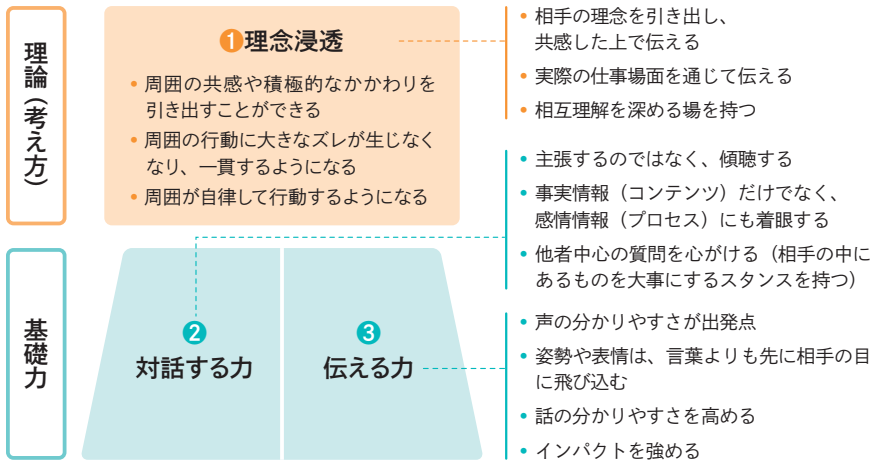 理論（考え方）
❶理念浸透
• 周囲の共感や積極的なかかわりを
引き出すことができる
• 周囲の行動に大きなズレが生じなく
なり、一貫するようになる
• 周囲が自律して行動するようになる
• 相手の理念を引き出し、
共感した上で伝える
• 実際の仕事場面を通じて伝える
• 相互理解を深める場を持つ
• 主張するのではなく、傾聴する
• 事実情報（コンテンツ）だけでなく、
感情情報（プロセス）にも着眼する
• 他者中心の質問を心がける（相手の中に
あるものを大事にするスタンスを持つ）
基礎力
❷
対話する力
❸
伝える力
• 声の分かりやすさが出発点
• 姿勢や表情は、言葉よりも先に相手の目
に飛び込む
• 話の分かりやすさを高める
• インパクトを強める